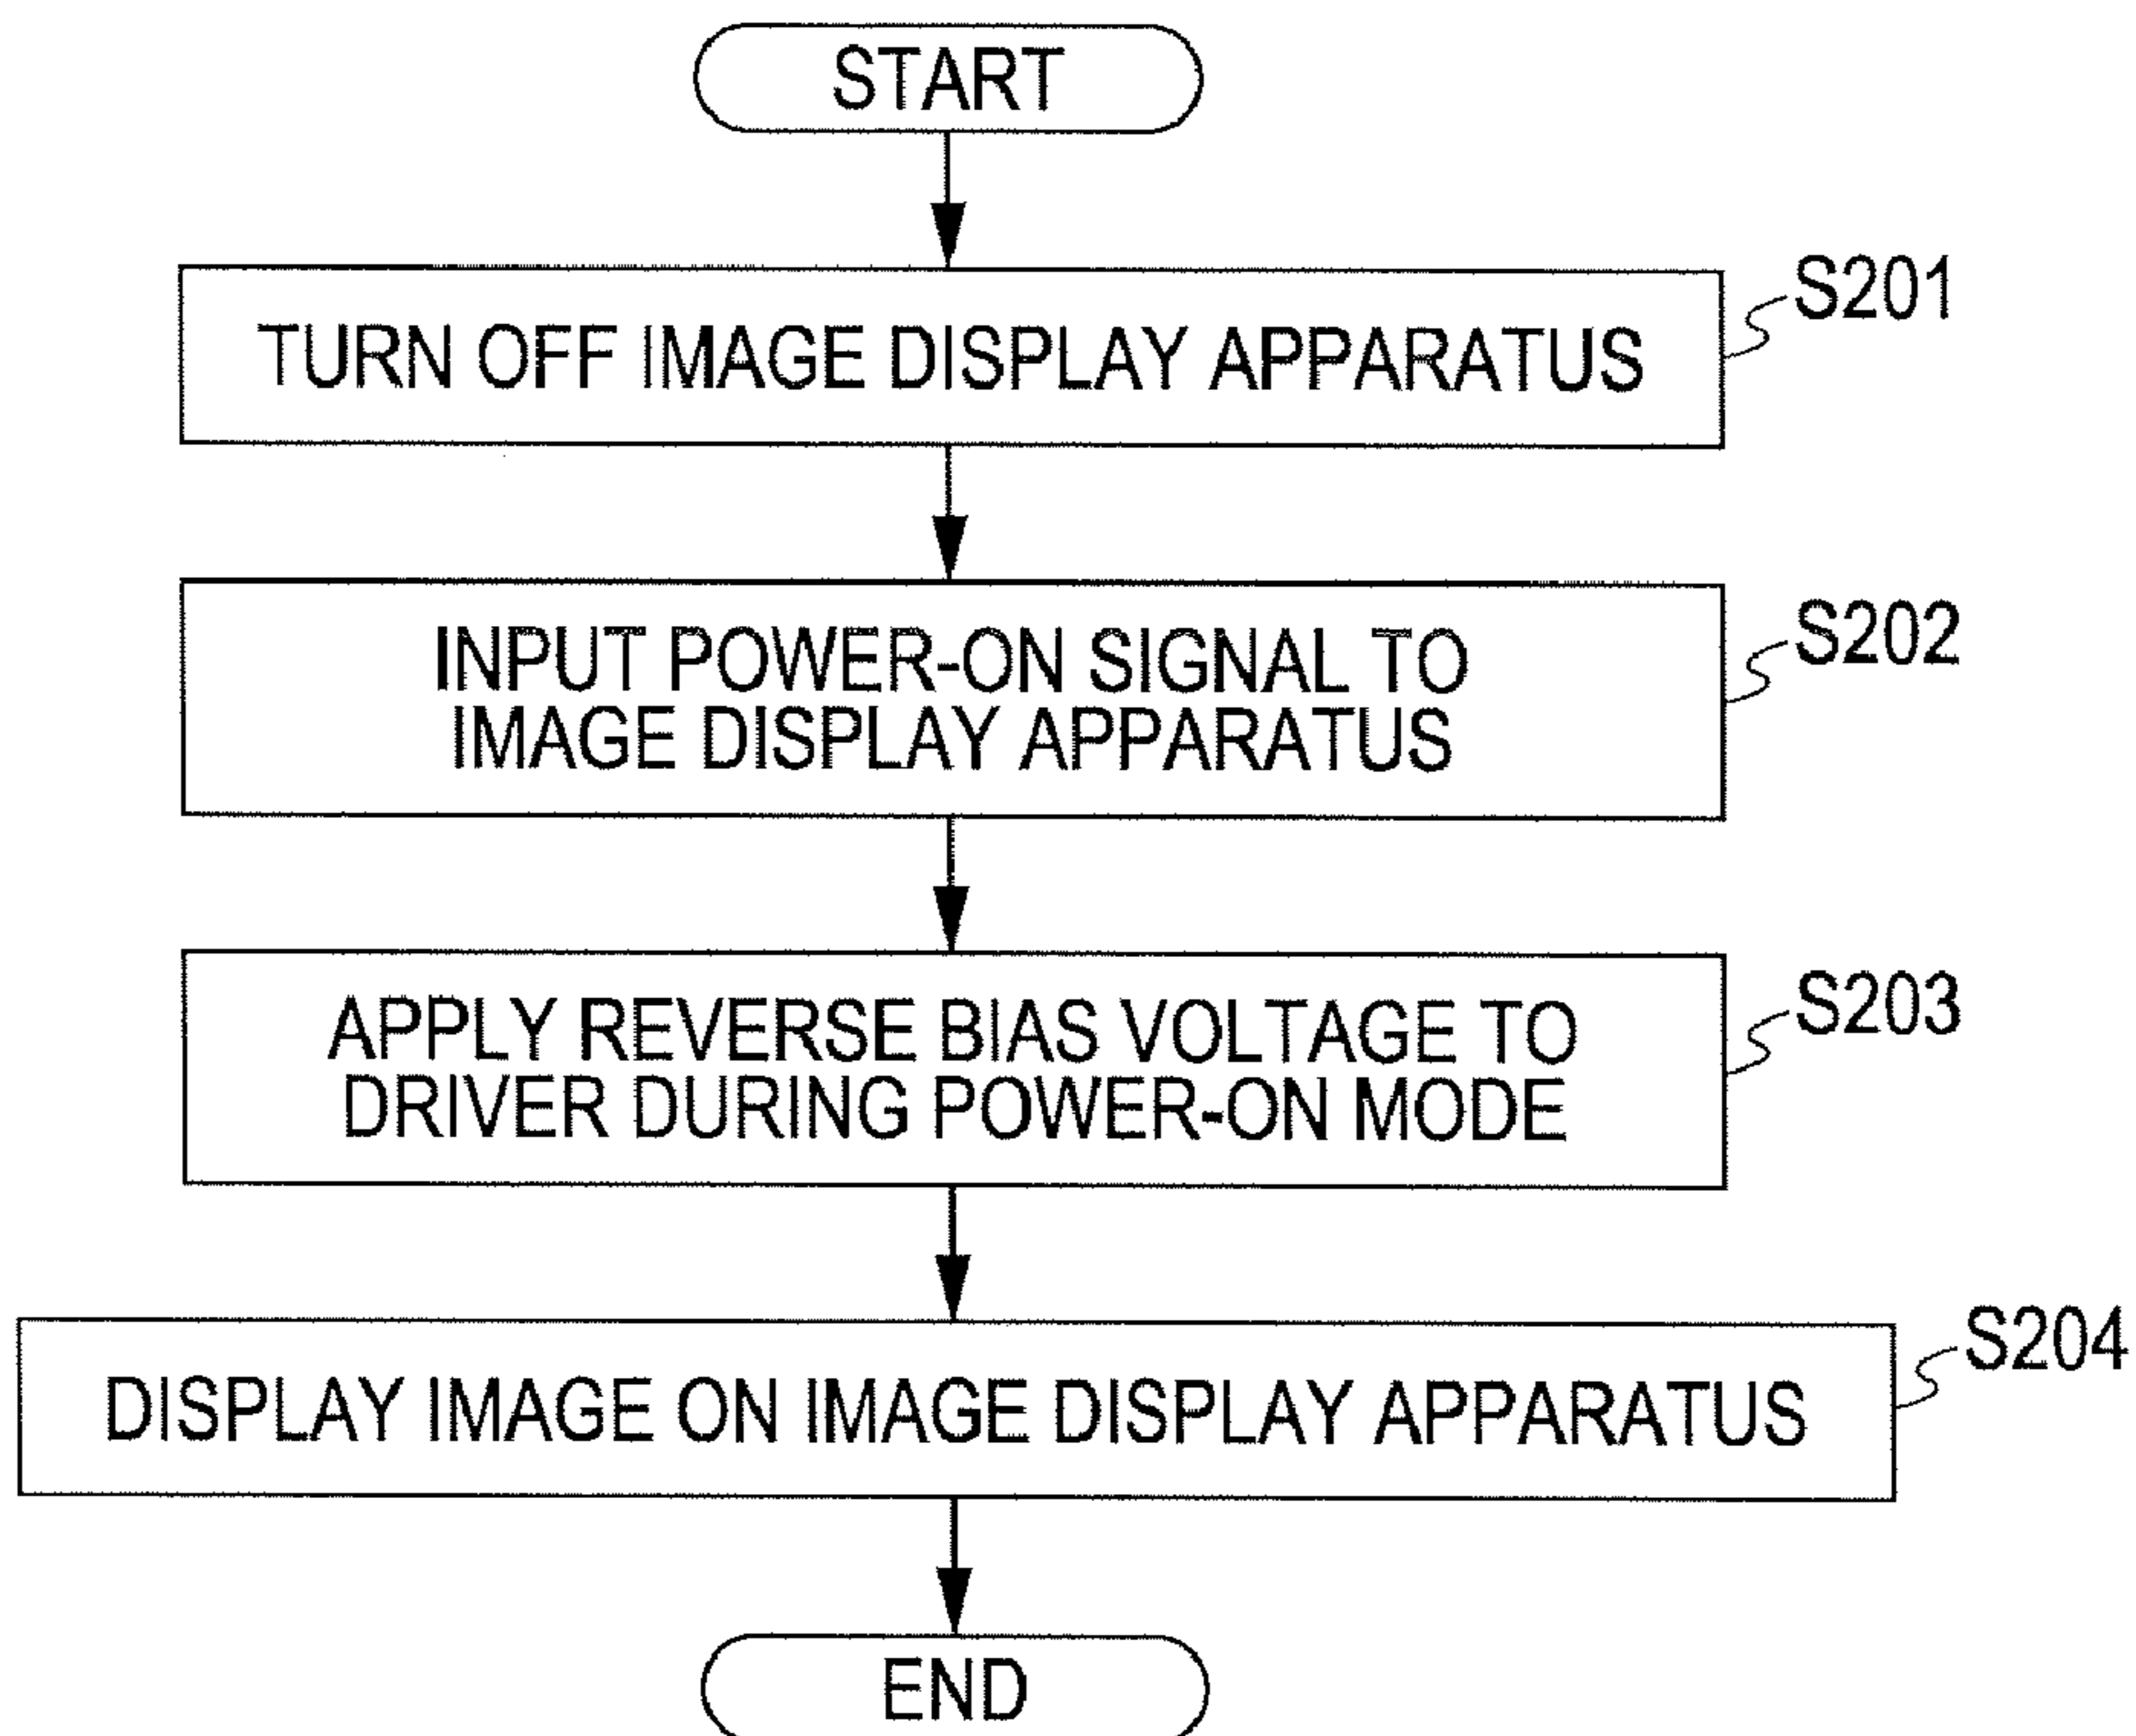 START
TURN OFF IMAGE DISPLAY APPARATUS
S201
INPUT POWER-ON SIGNAL TO
IMAGE DISPLAY APPARATUS
S202
APPLY REVERSE BIAS VOLTAGE TO
DRIVER DURING POWER-ON MODE
S203
DISPLAY IMAGE ON IMAGE DISPLAY APPARATUS
S204
END